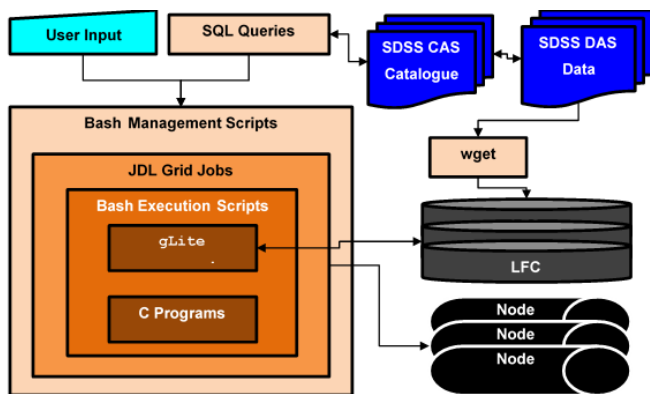 User Input
SQL Queries
SDSS CAS
Catalogue
SDSS DAS
Data
Bash Management Scripts
wget
JDL Grid Jobs
Bash Execution Scripts
gLite
.
LFC
C Programs
Node
Node
Node